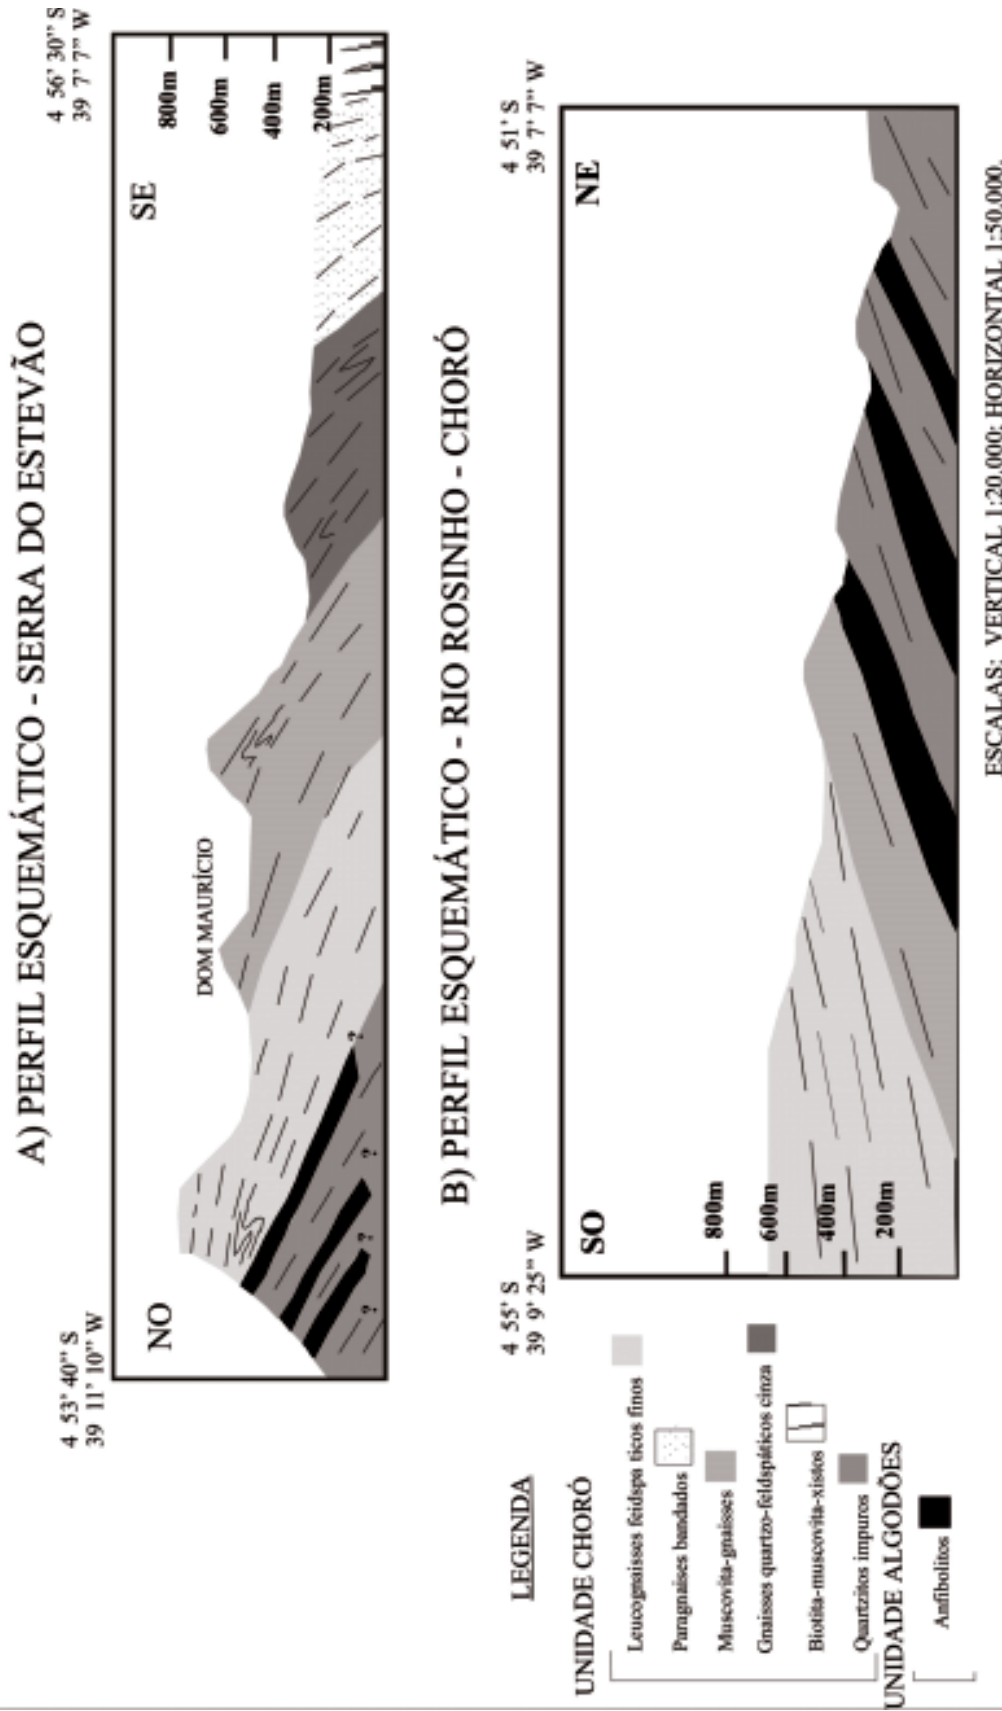 A) PERFIL ESQUEMÁTICO - SERRA DO ESTEVÃO
4 53' 40" S
39 11' 10" W
4 56' 30" S
39 7' 7" W
NO
SE
DOM MAURÍCIO
800m
600m
400m
200m
?
?
?
?
B) PERFIL ESQUEMÁTICO - RIO ROSINHO - CHORÓ
4 55' S
39 9' 25" W
4 51' S
39 7' 7" W
SO
NE
800m
600m
400m
200m
ESCALAS: VERTICAL 1:20.000; HORIZONTAL 1:50.000.
LEGENDA
UNIDADE CHORÓ
Leucognaisses feidspa ticos finos
Paragnaises bandados
Muscovita-gnaisses
Gnaisses quartzo-feldspáticos cinza
Biotita-muscovita-xistos
Quartzitos impuros
UNIDADE ALGODÕES
Anfibolitos